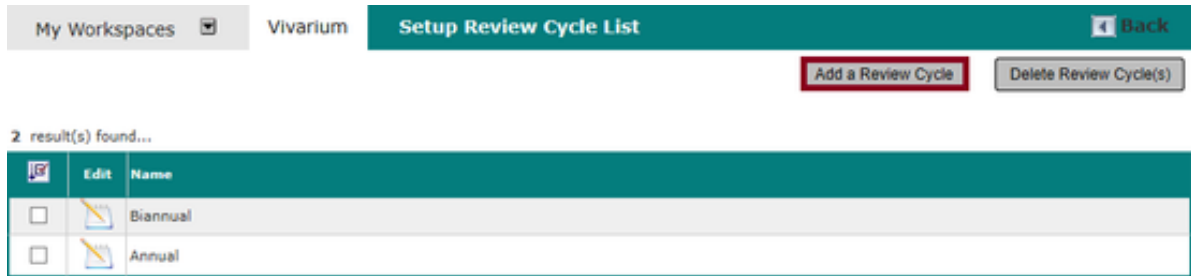 My Workspaces Vivarium Setup Review Cycle List Back
Add a Review Cycle Delete Review Cycle(s)
2 result(s) found...
Edit Name
Biannual
Annual